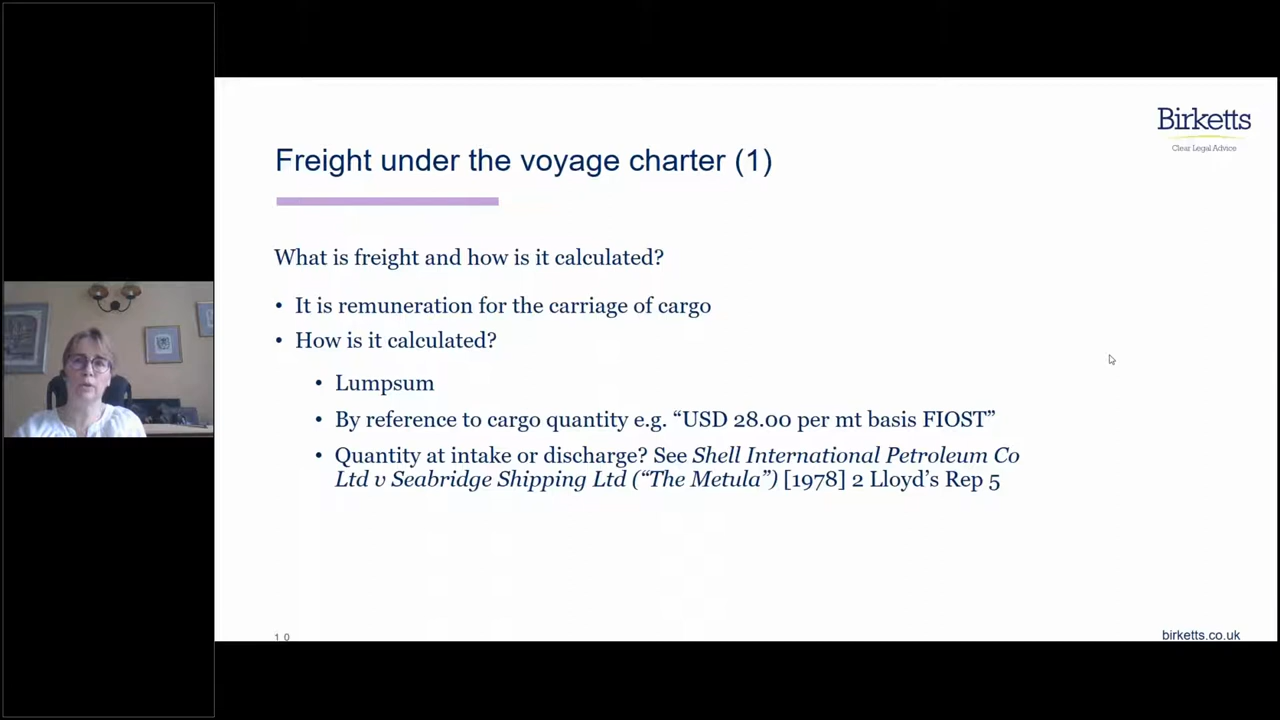 Birketts
Clear Legal Advice
Freight under the voyage charter (1)
What is freight and how is it calculated?
• It is remuneration for the carriage of cargo
• How is it calculated?
• Lumpsum
• By reference to cargo quantity e.g. “USD 28.00 per mt basis FIOST”
• Quantity at intake or discharge? See Shell International Petroleum Co
Ltd v Seabridge Shipping Ltd (“The Metula”) [1978] 2 Lloyd’s Rep 5
10
birketts.co.uk